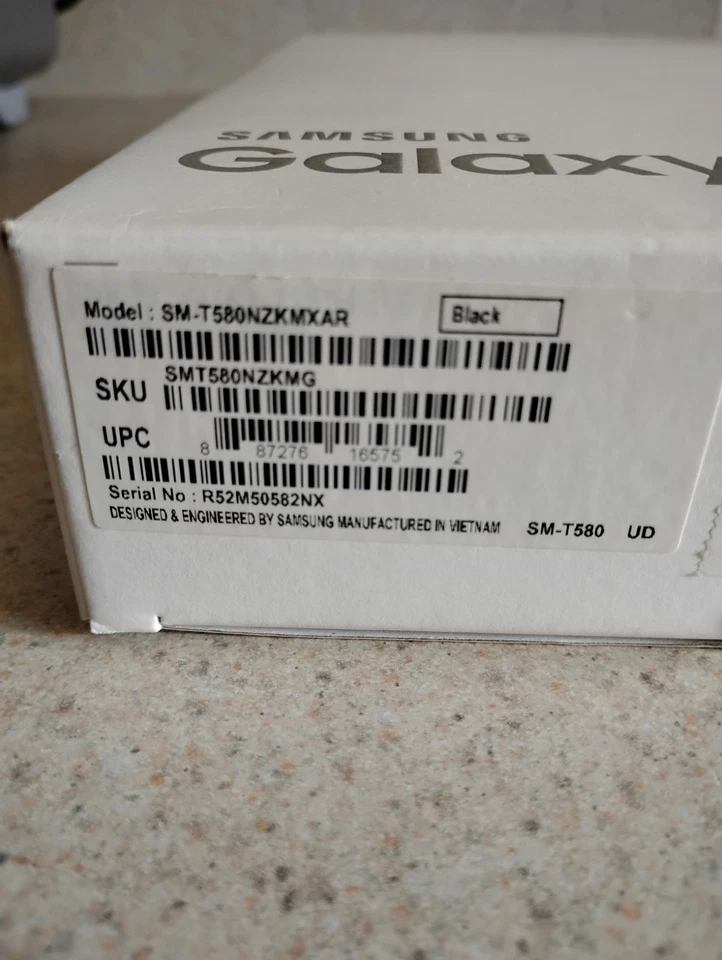 SAMSUNG
Galaxy
Model : SM-T580NZKMXAR
Black
SMT580NZKMG
SKU
UPC
8 87276 16575 2
Serial No : R52M50582NX
DESIGNED & ENGINEERED BY SAMSUNG MANUFACTURED IN VIETNAM
SM-T580 UD